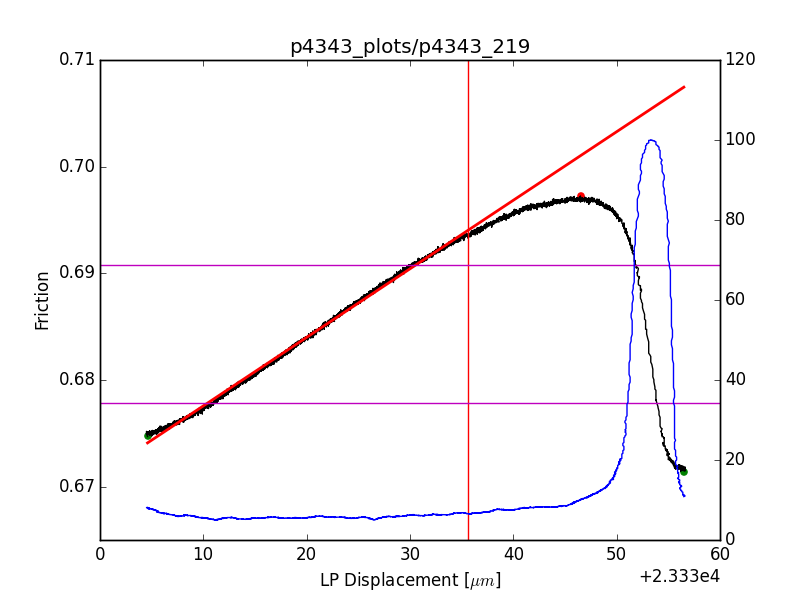 p4343_plots/p4343_219
0.71
0.70
0.69
0.68
0.67
Friction
120
100
80
60
40
20
0
0 10 20 30 40 50 60
LP Displacement [μm]
+2.333e4